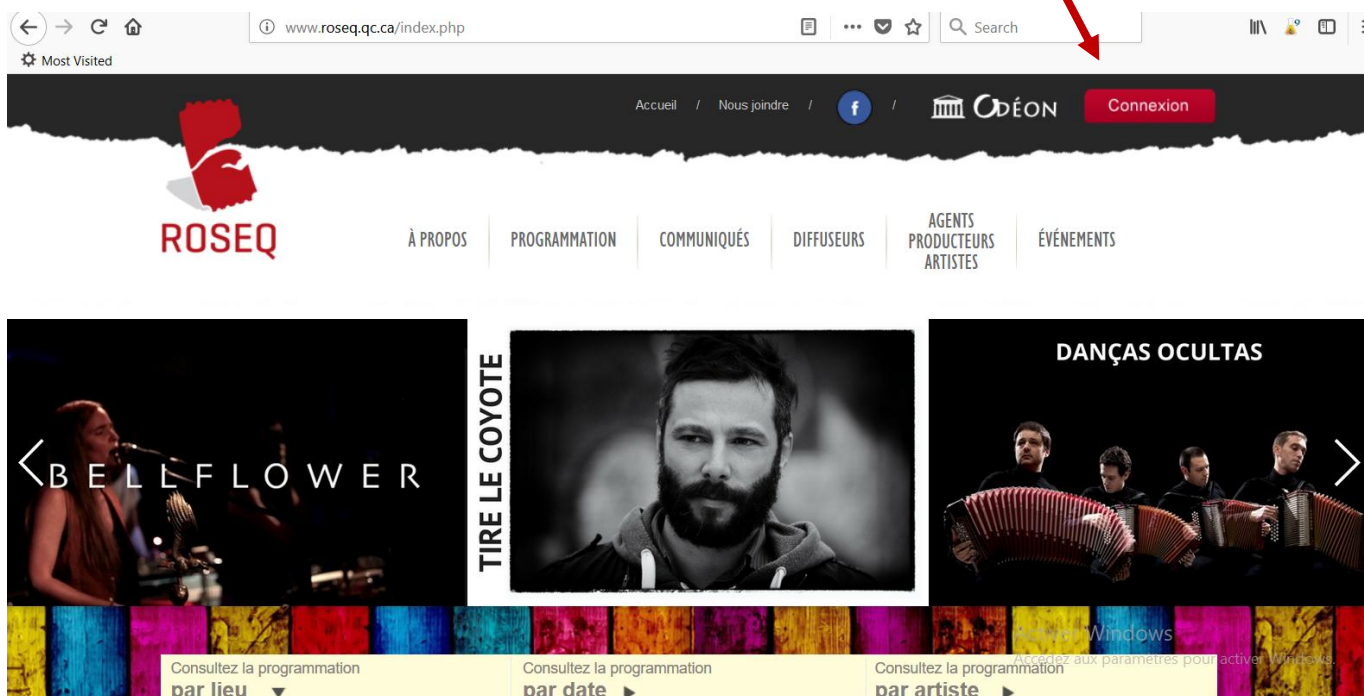 www.roseq.qc.ca/index.php
Search
Most Visited
Accueil / Nous joindre / f / ODÉON Connexion
ROSEQ
À PROPOS
PROGRAMMATION
COMMUNIQUÉS
DIFFUSEURS
AGENTS
PRODUCTEURS
ARTISTES
ÉVÉNEMENTS
BELLFLOWER
TIRE LE COYOTE
DANÇAS OCULTAS
Activer Windows
Accédez aux paramètres pour activer Windows.
Consultez la programmation
par lieu
Consultez la programmation
par date
Consultez la programmation
par artiste